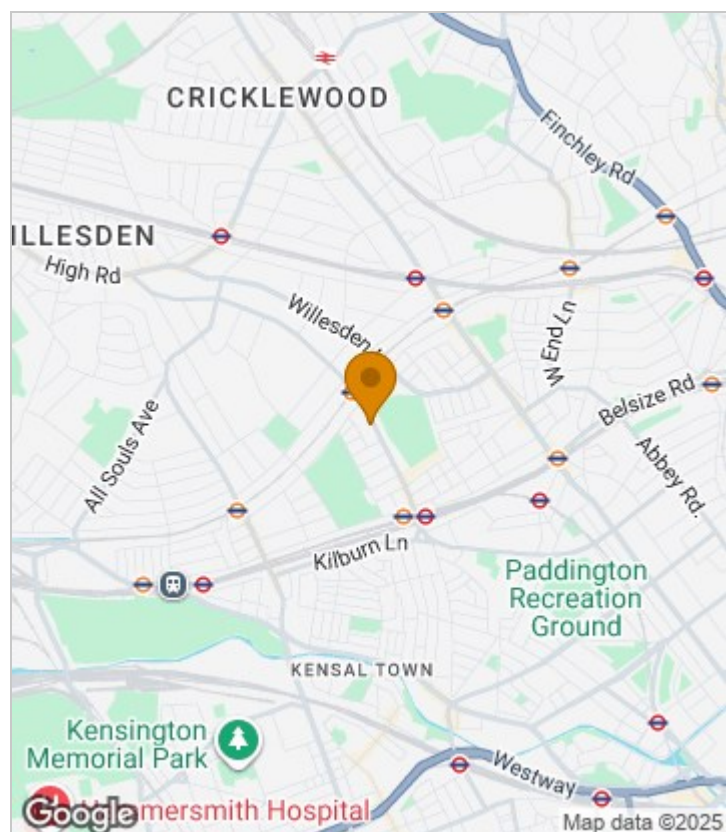 CRICKLEWOOD
Finchley Rd
ILLESDEN
High Rd
Willesden L
W End Ln
Belsize Rd
All Souls Ave
Abbey Rd.
Kilburn Ln
Paddington
Recreation
Ground
KENSAL TOWN
Kensington
Memorial Park
Westway
mersmith Hospital
Google
Map data ©2025